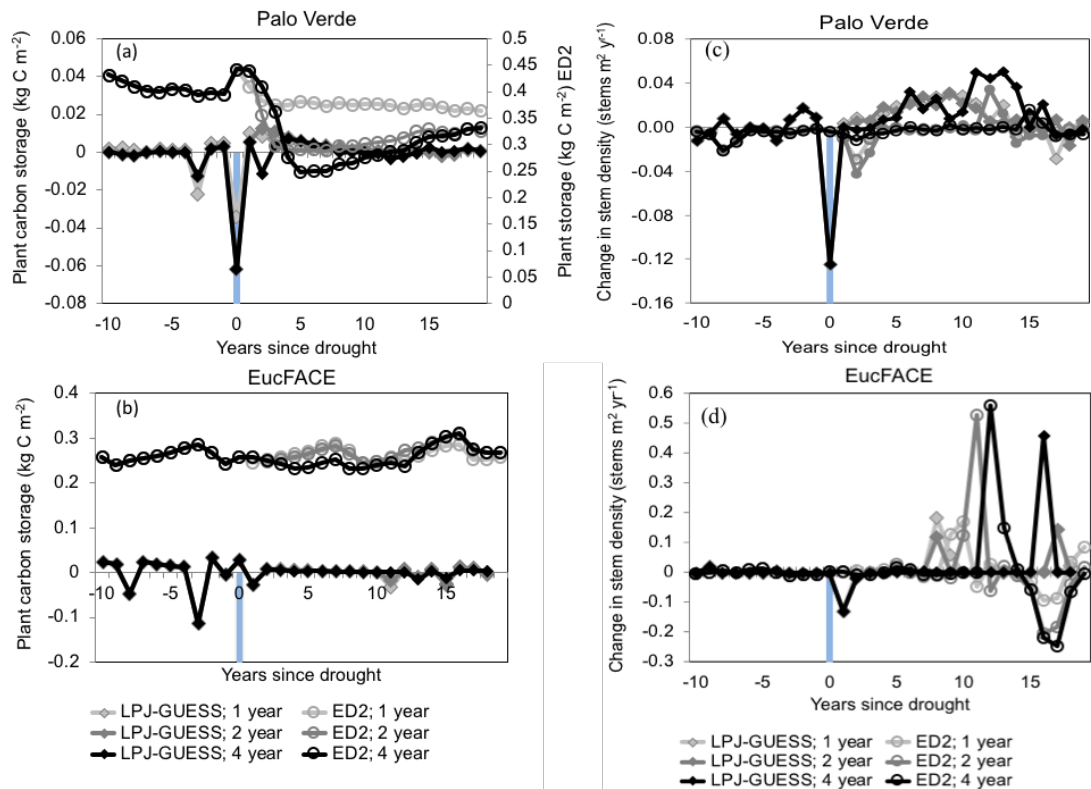 Palo Verde
(a)
Plant carbon storage (kg C m⁻²)
0.06
0.04
0.02
0
-0.02
-0.04
-0.06
-0.08
0.5
0.45
0.4
0.35
0.3
0.25
0.2
0.15
0.1
0.05
0
Plant storage (kg C m⁻²) ED2
-10 -5 0 5 10 15
Years since drought
Palo Verde
(c)
Change in stem density (stems m² yr⁻¹)
0.08
0.04
0.00
-0.04
-0.08
-0.12
-0.16
-10 -5 0 5 10 15
Years since drought
EucFACE
(b)
Plant carbon storage (kg C m⁻²)
0.4
0.3
0.2
0.1
0
-0.1
-0.2
-10 -5 0 5 10 15
Years since drought
LPJ-GUESS; 1 year ED2; 1 year
LPJ-GUESS; 2 year ED2; 2 year
LPJ-GUESS; 4 year ED2; 4 year
EucFACE
(d)
Change in stem density (stems m² yr⁻¹)
0.6
0.5
0.4
0.3
0.2
0.1
0
-0.1
-0.2
-0.3
-10 -5 0 5 10 15
Years since drought
LPJ-GUESS; 1 year ED2; 1 year
LPJ-GUESS; 2 year ED2; 2 year
LPJ-GUESS; 4 year ED2; 4 year